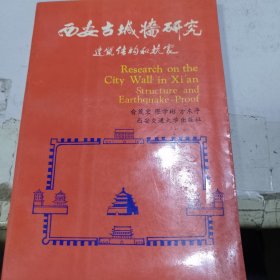 西安古城墙研究
建筑结构和抗震
Research on the
City Wall in Xi'an
Structure and
Earthquake-Proof
西安交通大学出版社